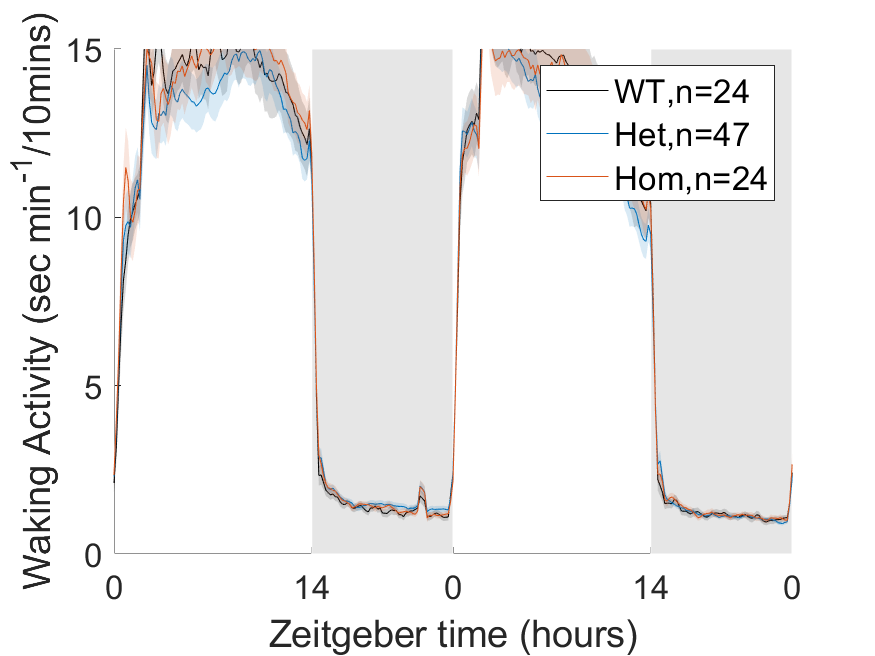 Waking Activity (sec min⁻¹/10mins)
15
10
5
0
WT,n=24
Het,n=47
Hom,n=24
0 14 0 14 0
Zeitgeber time (hours)